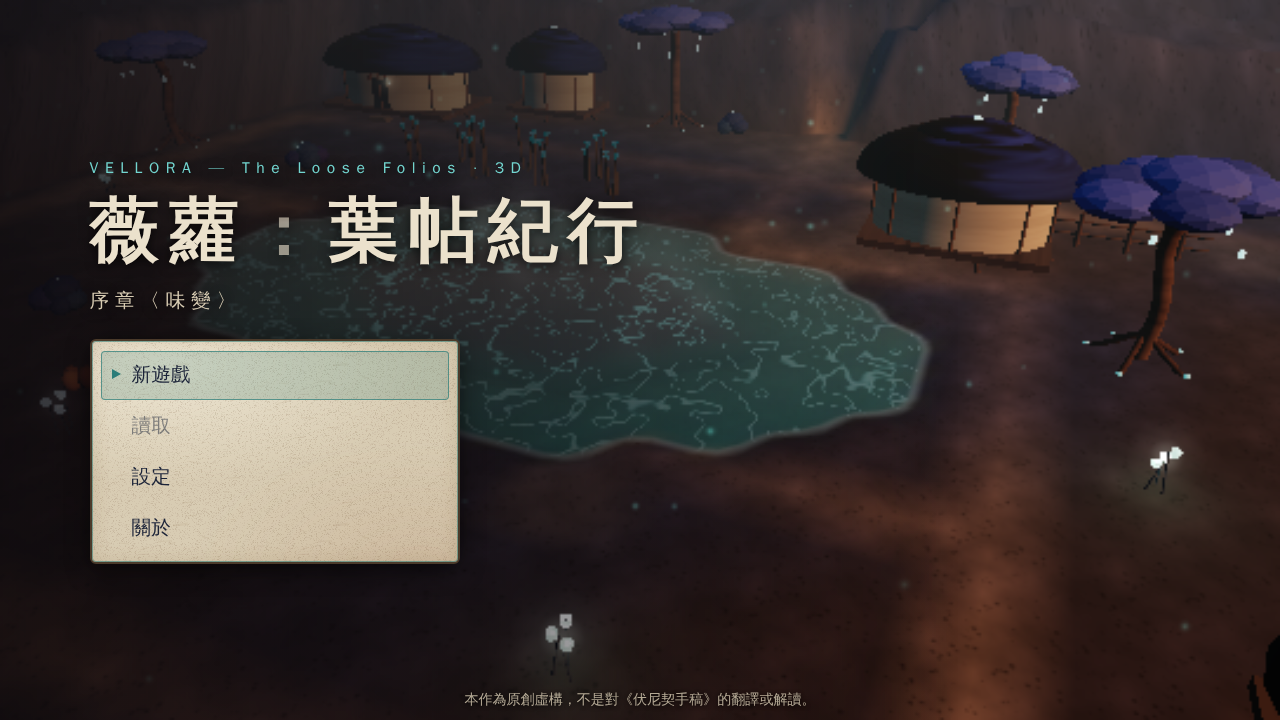 VELLORA — The Loose Folios · 3D
薇蘿：葉帖紀行
序章〈味變〉
新遊戲
讀取
設定
關於
本作為原創虛構，不是對《伏尼契手稿》的翻譯或解讀。